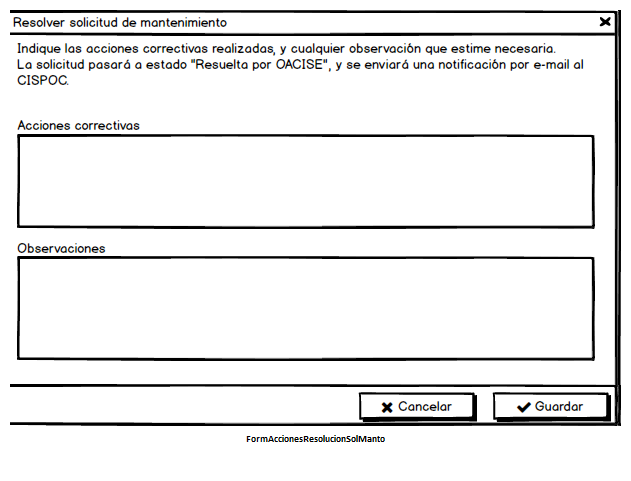 Resolver solicitud de mantenimiento
Indique las acciones correctivas realizadas, y cualquier observación que estime necesaria.
La solicitud pasará a estado "Resuelta por OACISE", y se enviará una notificación por e-mail al
CISPOC.
Acciones correctivas
Observaciones
Cancelar
Guardar
FormAccionesResolucionSolManto